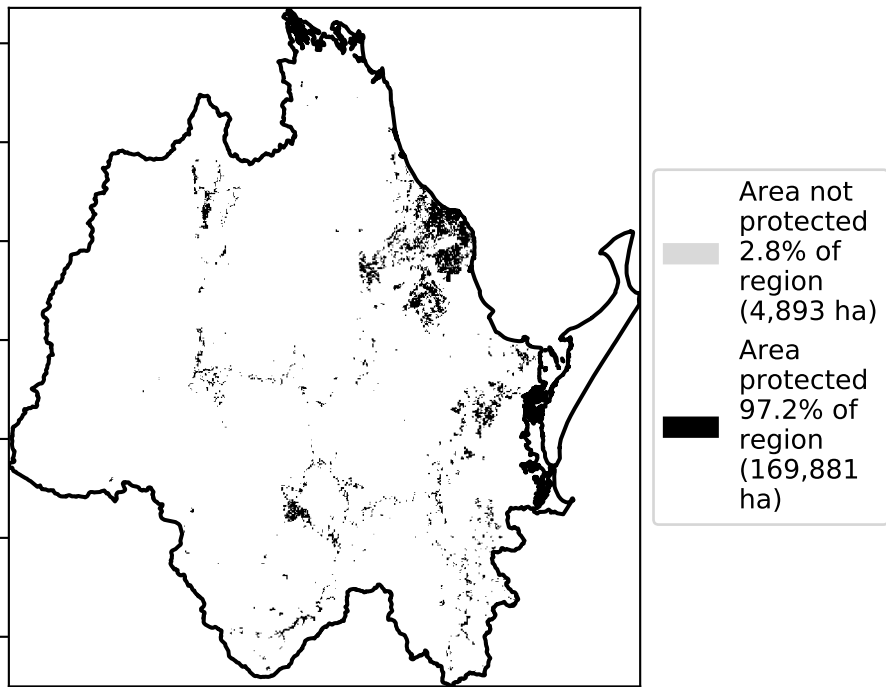 Area not
protected
2.8% of
region
(4,893 ha)
Area
protected
97.2% of
region
(169,881
ha)